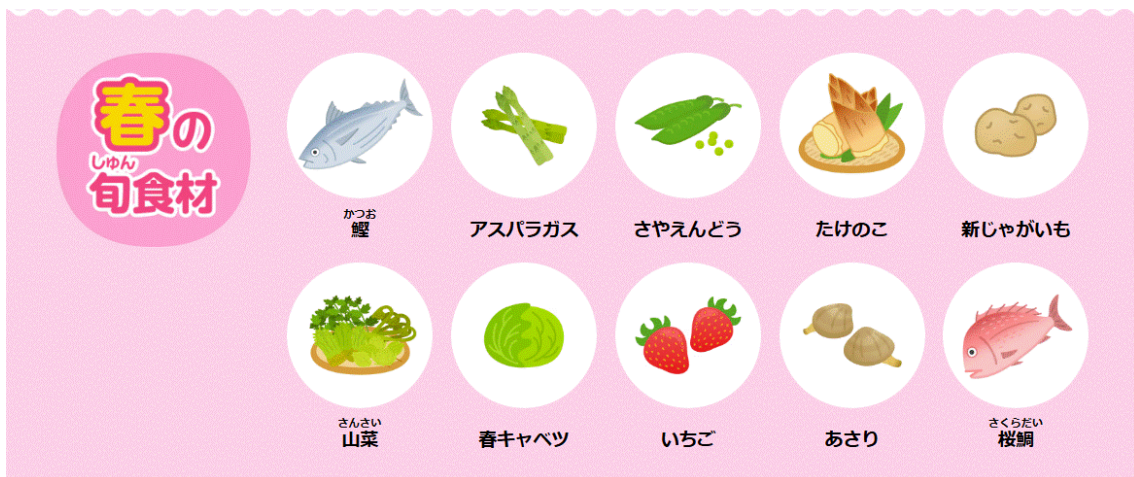 春の
しゅん
旬食材
かつお
鰹
アスパラガス
さやえんどう
たけのこ
新じゃがいも
さんさい
山菜
春キャベツ
いちご
あさり
さくらだい
桜鯛